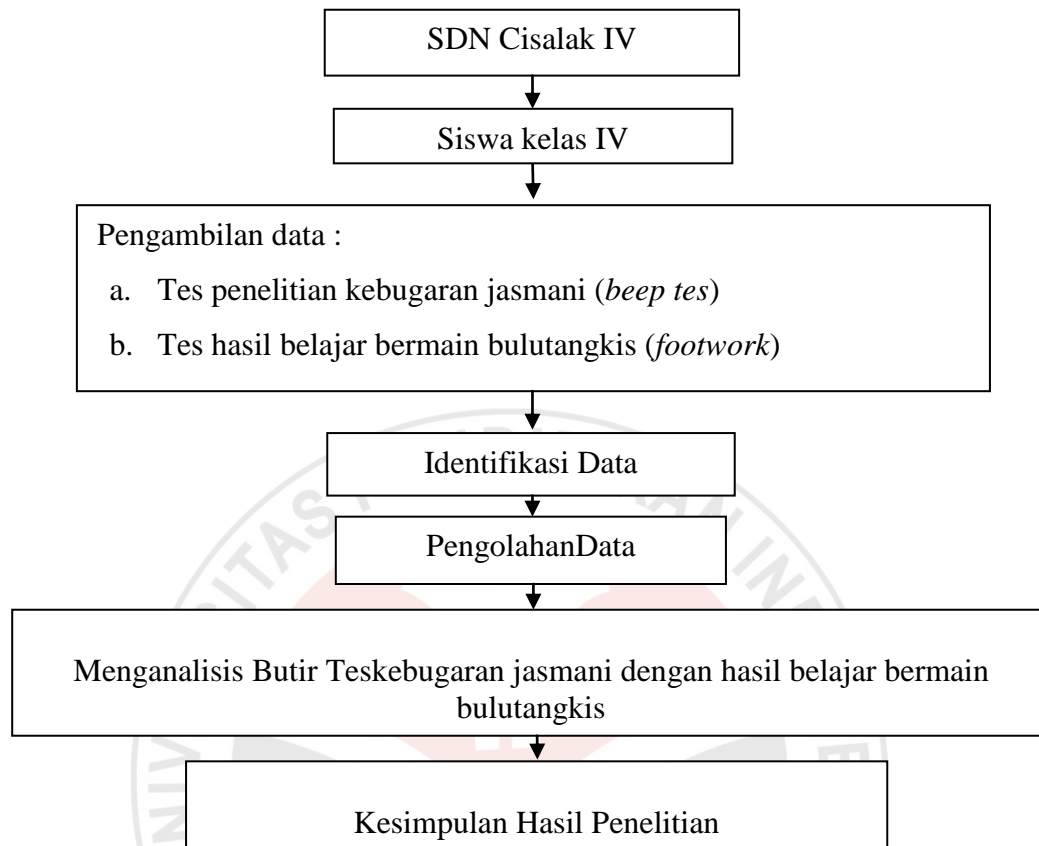 SDN Cisalak IV
Siswa kelas IV
Pengambilan data :
a. Tes penelitian kebugaran jasmani (beep tes)
b. Tes hasil belajar bermain bulutangkis (footwork)
Identifikasi Data
PengolahanData
Menganalisis Butir Teskebugaran jasmani dengan hasil belajar bermain
bulutangkis
Kesimpulan Hasil Penelitian